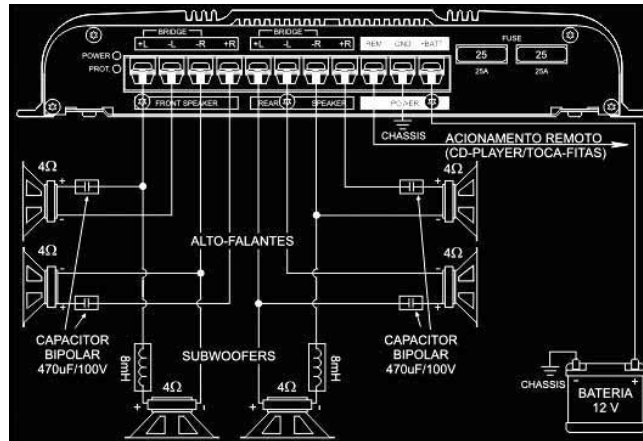 BRIDGE BRIDGE FUSE
+L -L -R +R +L -L -R +R REM GND +BATT
25 25
POWER
PROT.
25A 25A
FRONT SPEAKER REAR SPEAKER POWER
CHASSIS
ACIONAMENTO REMOTO
(CD-PLAYER/TOCA-FITAS)
4Ω 4Ω
+ +
- -
ALTO-FALANTES
4Ω 4Ω
- -
+ +
CAPACITOR
BIPOLAR
470uF/100V
CAPACITOR
BIPOLAR
470uF/100V
SUBWOOFERS
8mH 8mH
4Ω 4Ω
+ - + -
CHASSIS
- +
BATERIA
12 V